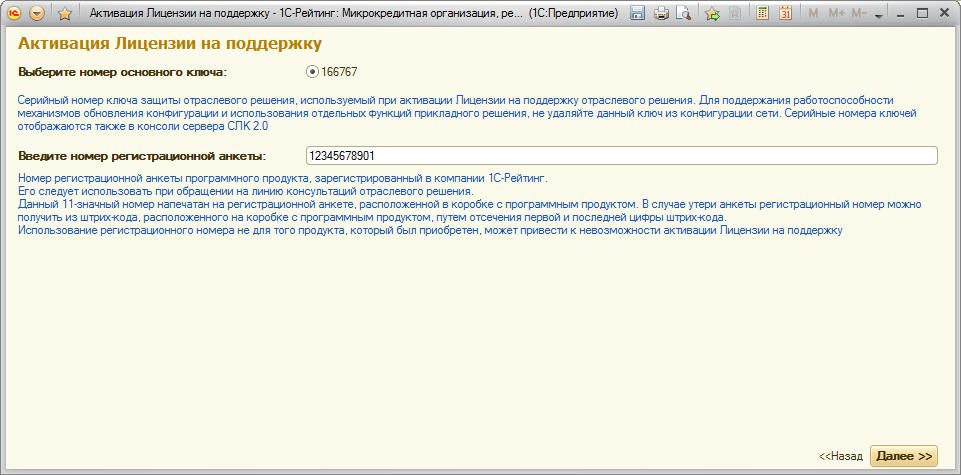 Активация Лицензии на поддержку - 1С-Рейтинг: Микрокредитная организация, ре... (1С:Предприятие)
M M+ M-
Активация Лицензии на поддержку
Выберите номер основного ключа: 166767
Серийный номер ключа защиты отраслевого решения, используемый при активации Лицензии на поддержку отраслевого решения. Для поддержания работоспособности
механизмов обновления конфигурации и использования отдельных функций прикладного решения, не удаляйте данный ключ из конфигурации сети. Серийные номера ключей
отображаются также в консоли сервера СЛК 2.0
Введите номер регистрационной анкеты: 12345678901
Номер регистрационной анкеты программного продукта, зарегистрированный в компании 1С-Рейтинг.
Его следует использовать при обращении на линию консультаций отраслевого решения.
Данный 11-значный номер напечатан на регистрационной анкете, расположенной в коробке с программным продуктом. В случае утери анкеты регистрационный номер можно
получить из штрих-кода, расположенного на коробке с программным продуктом, путем отсечения первой и последней цифры штрих-кода.
Использование регистрационного номера не для того продукта, который был приобретен, может привести к невозможности активации Лицензии на поддержку
<<Назад Далее >>